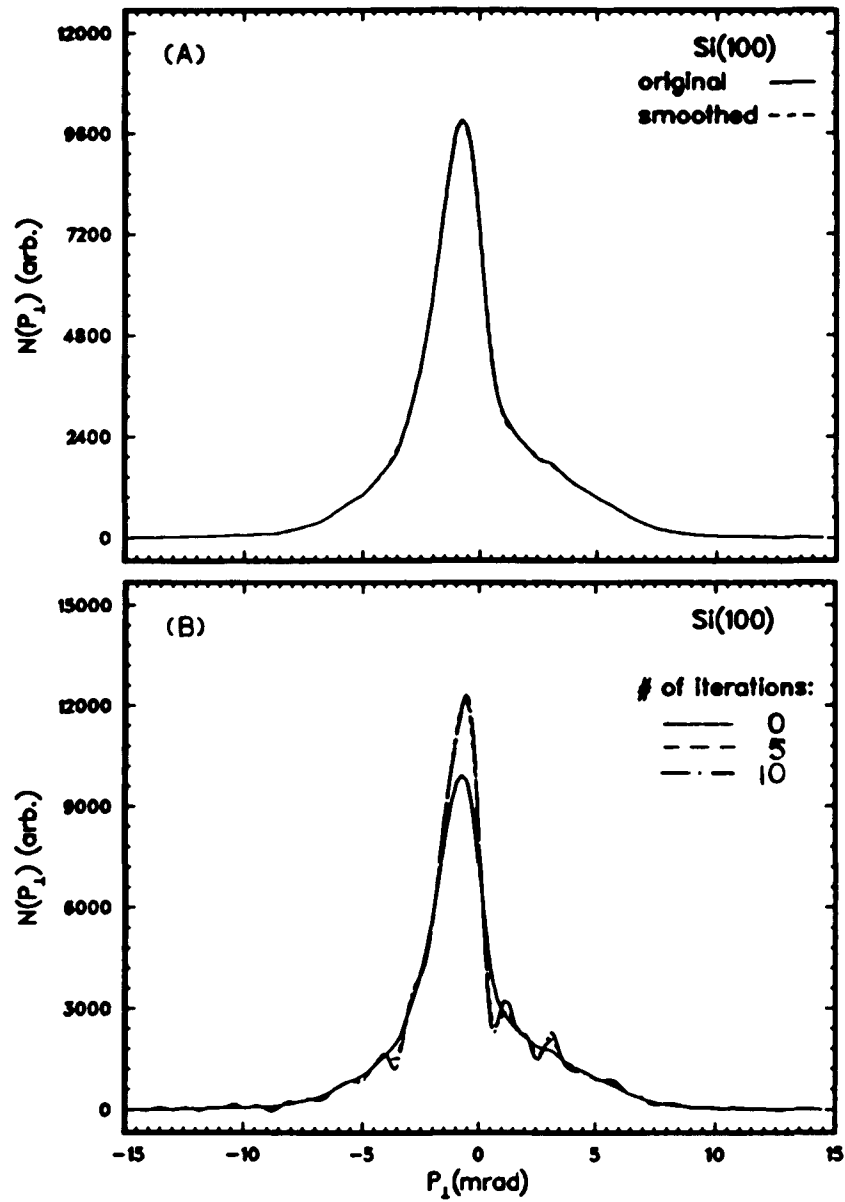 (A)
Si(100)
original
smoothed
12000
9600
7200
4800
2400
0
N(P⊥) (arb.)
(B)
Si(100)
# of iterations:
0
5
10
15000
12000
9000
6000
3000
0
N(P⊥) (arb.)
-15
-10
-5
0
5
10
15
P⊥(mrad)